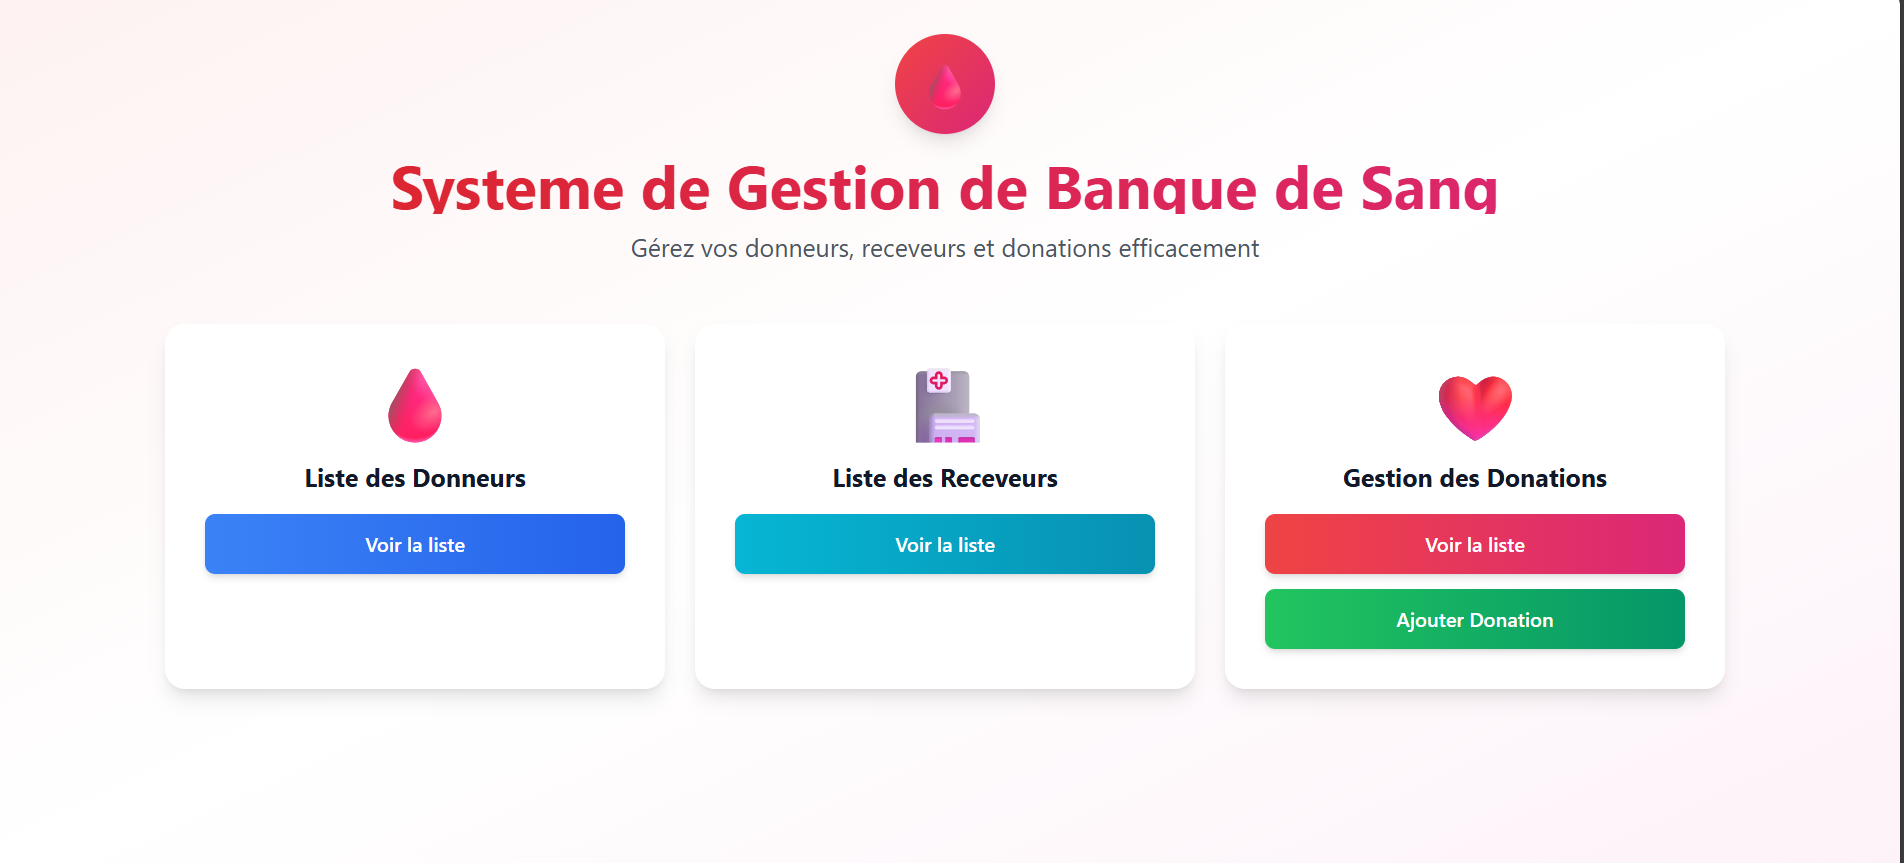 Systeme de Gestion de Banque de Sang
Gérez vos donneurs, receveurs et donations efficacement
Liste des Donneurs
Voir la liste
Liste des Receveurs
Voir la liste
Gestion des Donations
Voir la liste
Ajouter Donation